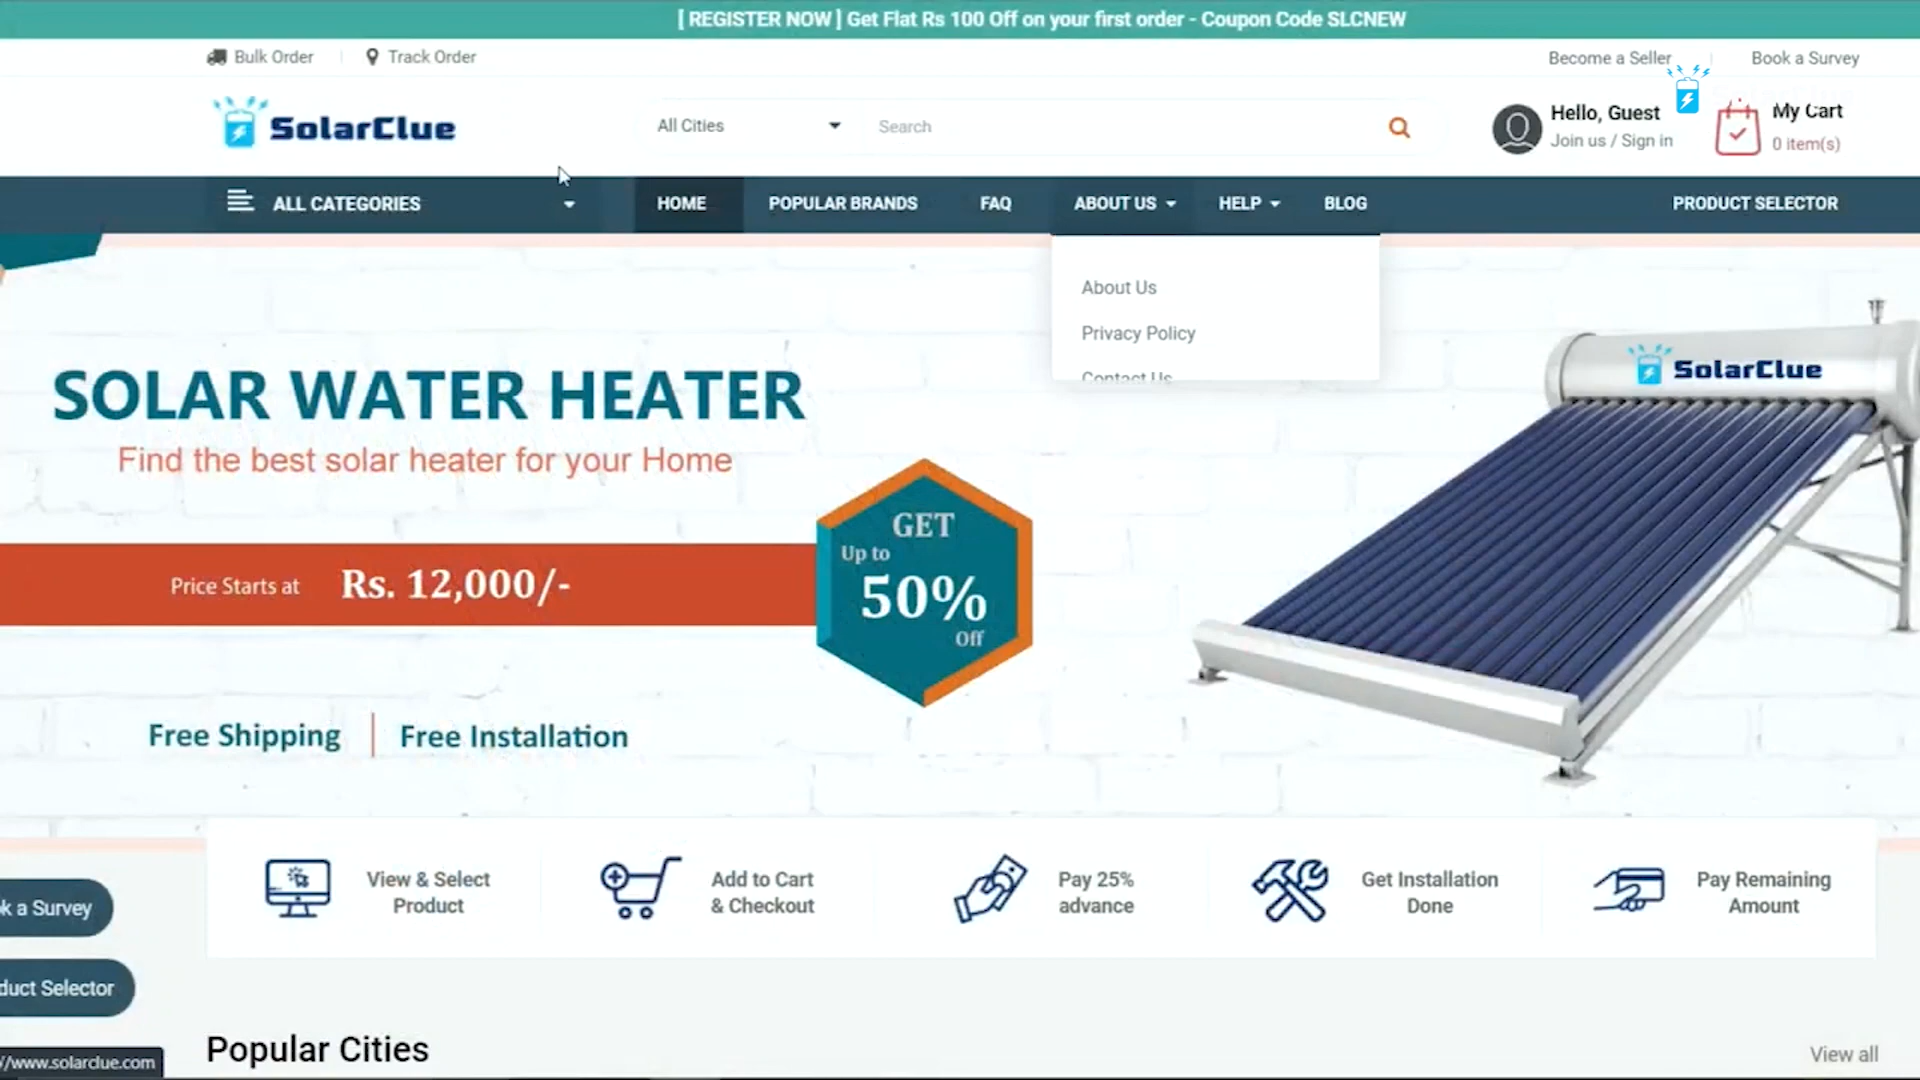 [ REGISTER NOW ] Get Flat Rs 100 Off on your first order - Coupon Code SLCNEW
Bulk Order
Track Order
Become a Seller
Book a Survey
SolarClue
All Cities
Search
Hello, Guest
Join us / Sign in
My Cart
0 item(s)
ALL CATEGORIES
HOME
POPULAR BRANDS
FAQ
ABOUT US
HELP
BLOG
PRODUCT SELECTOR
About Us
Privacy Policy
Contact Us
SolarClue
SOLAR WATER HEATER
Find the best solar heater for your Home
Price Starts at Rs. 12,000/-
GET
Up to
50%
Off
Free Shipping
Free Installation
View & Select
Product
Add to Cart
& Checkout
Pay 25%
advance
Get Installation
Done
Pay Remaining
Amount
k a Survey
duct Selector
Popular Cities
View all
//www.solarclue.com